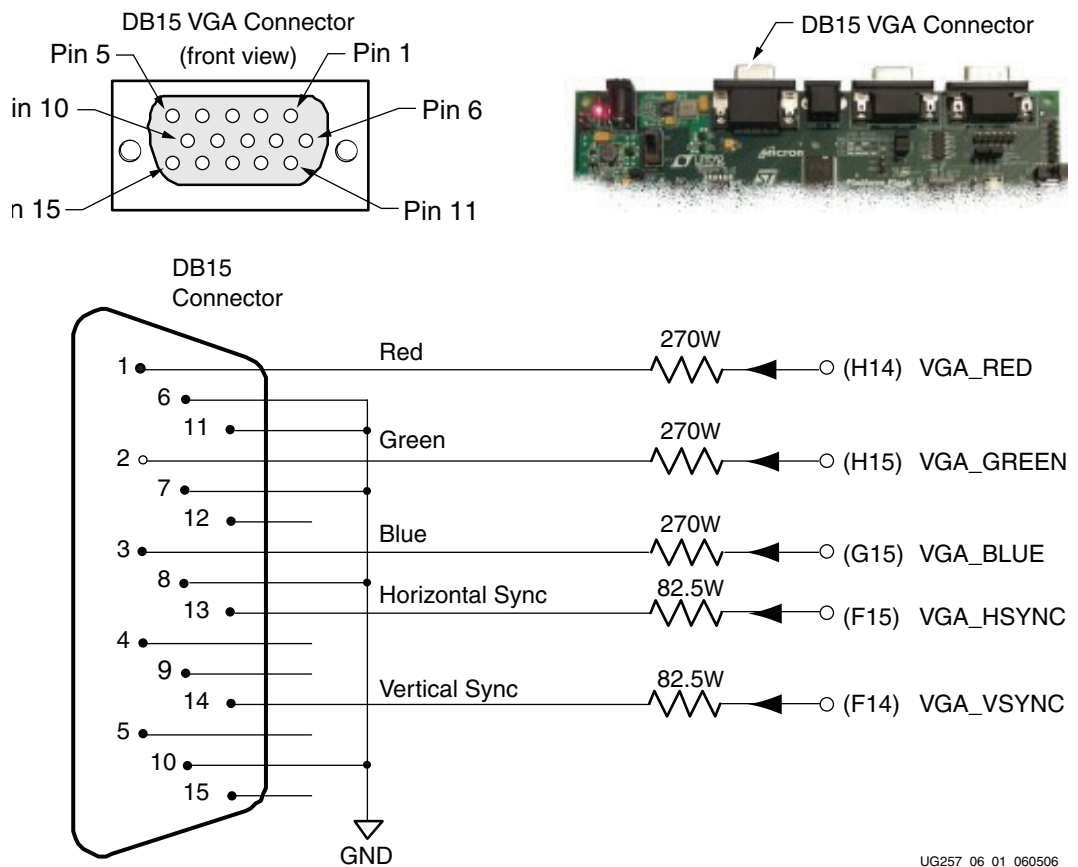 DB15 VGA Connector
(front view)
Pin 5
Pin 1
in 10
Pin 6
n 15
Pin 11
DB15 VGA Connector
Micron
DB15
Connector
1
Red
270W
(H14) VGA_RED
6
11
Green
270W
2
(H15) VGA_GREEN
7
12
Blue
270W
3
(G15) VGA_BLUE
8
Horizontal Sync
82.5W
13
(F15) VGA_HSYNC
4
9
Vertical Sync
82.5W
14
(F14) VGA_VSYNC
5
10
15
GND
UG257_06_01_060506